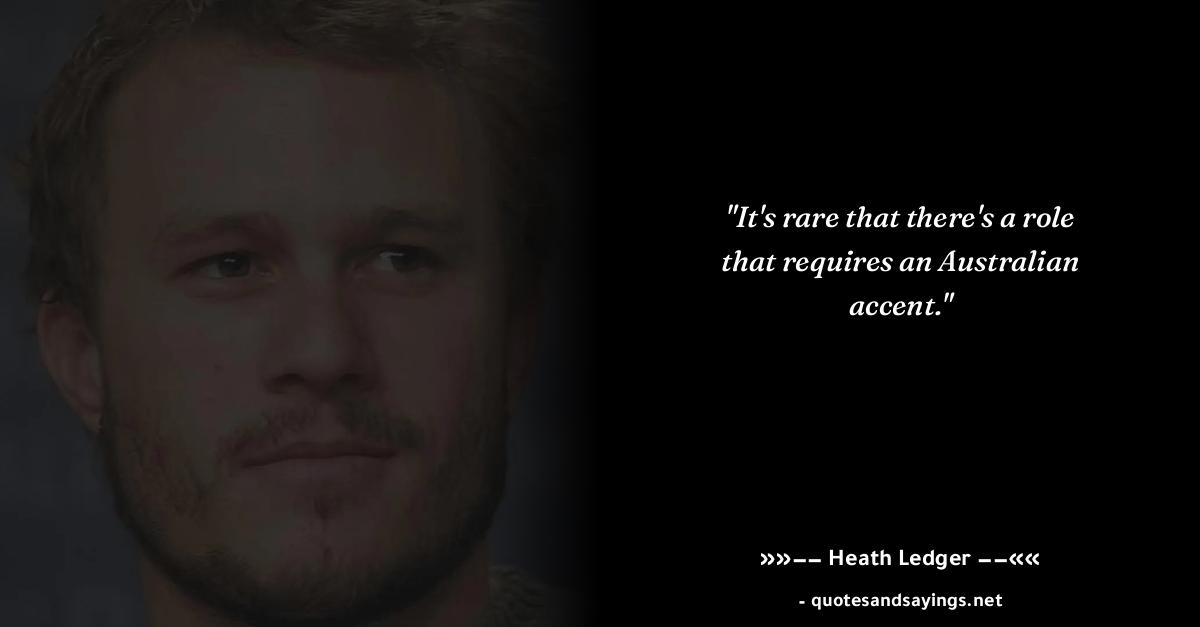 "It's rare that there's a role
that requires an Australian
accent."
»»−− Heath Ledger −−««
- quotesandsayings.net